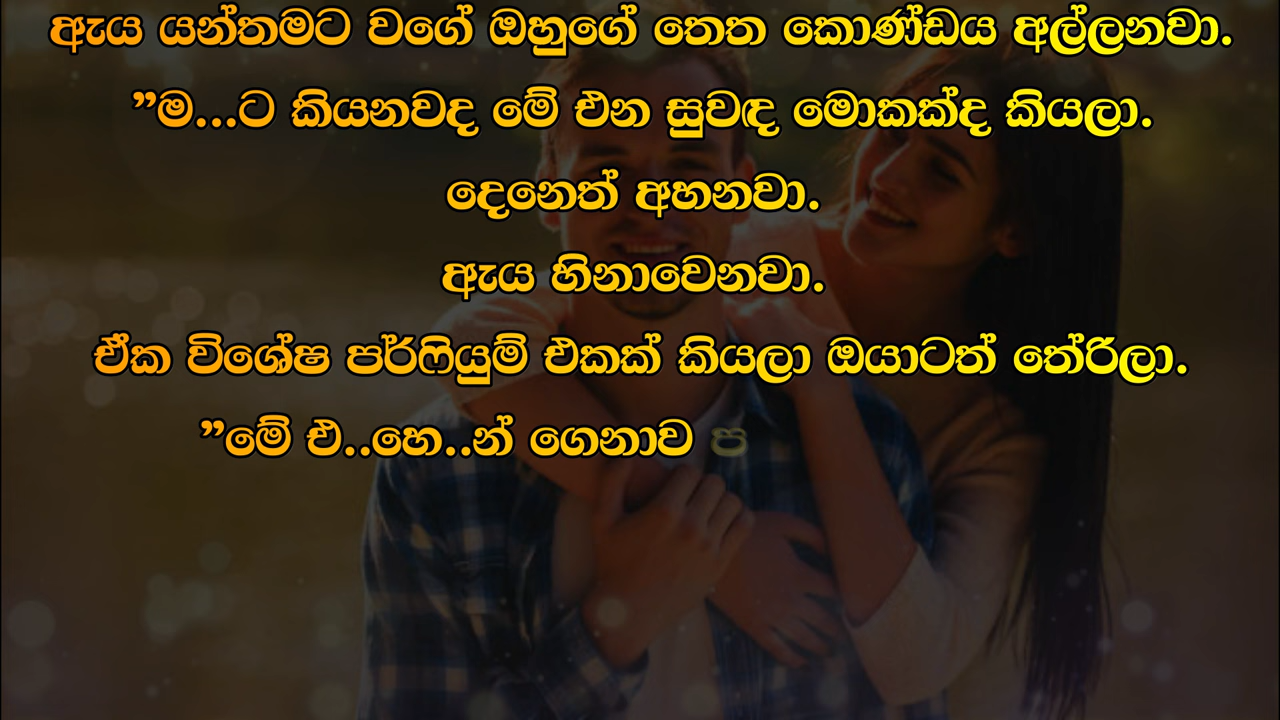 ඇය යන්තමට වගේ ඔහුගේ තෙත කොණ්ඩය අල්ලනවා.
”ම...ට කියනවද මේ එන සුවඳ මොකක්ද කියලා.
දෙනෙත් අහනවා.
ඇය හිනාවෙනවා.
ඒක විශේෂ පර්ෆියුම් එකක් කියලා ඔයාටත් තේරිලා.
”මේ එ..හෙ..න් ගෙනාව ප